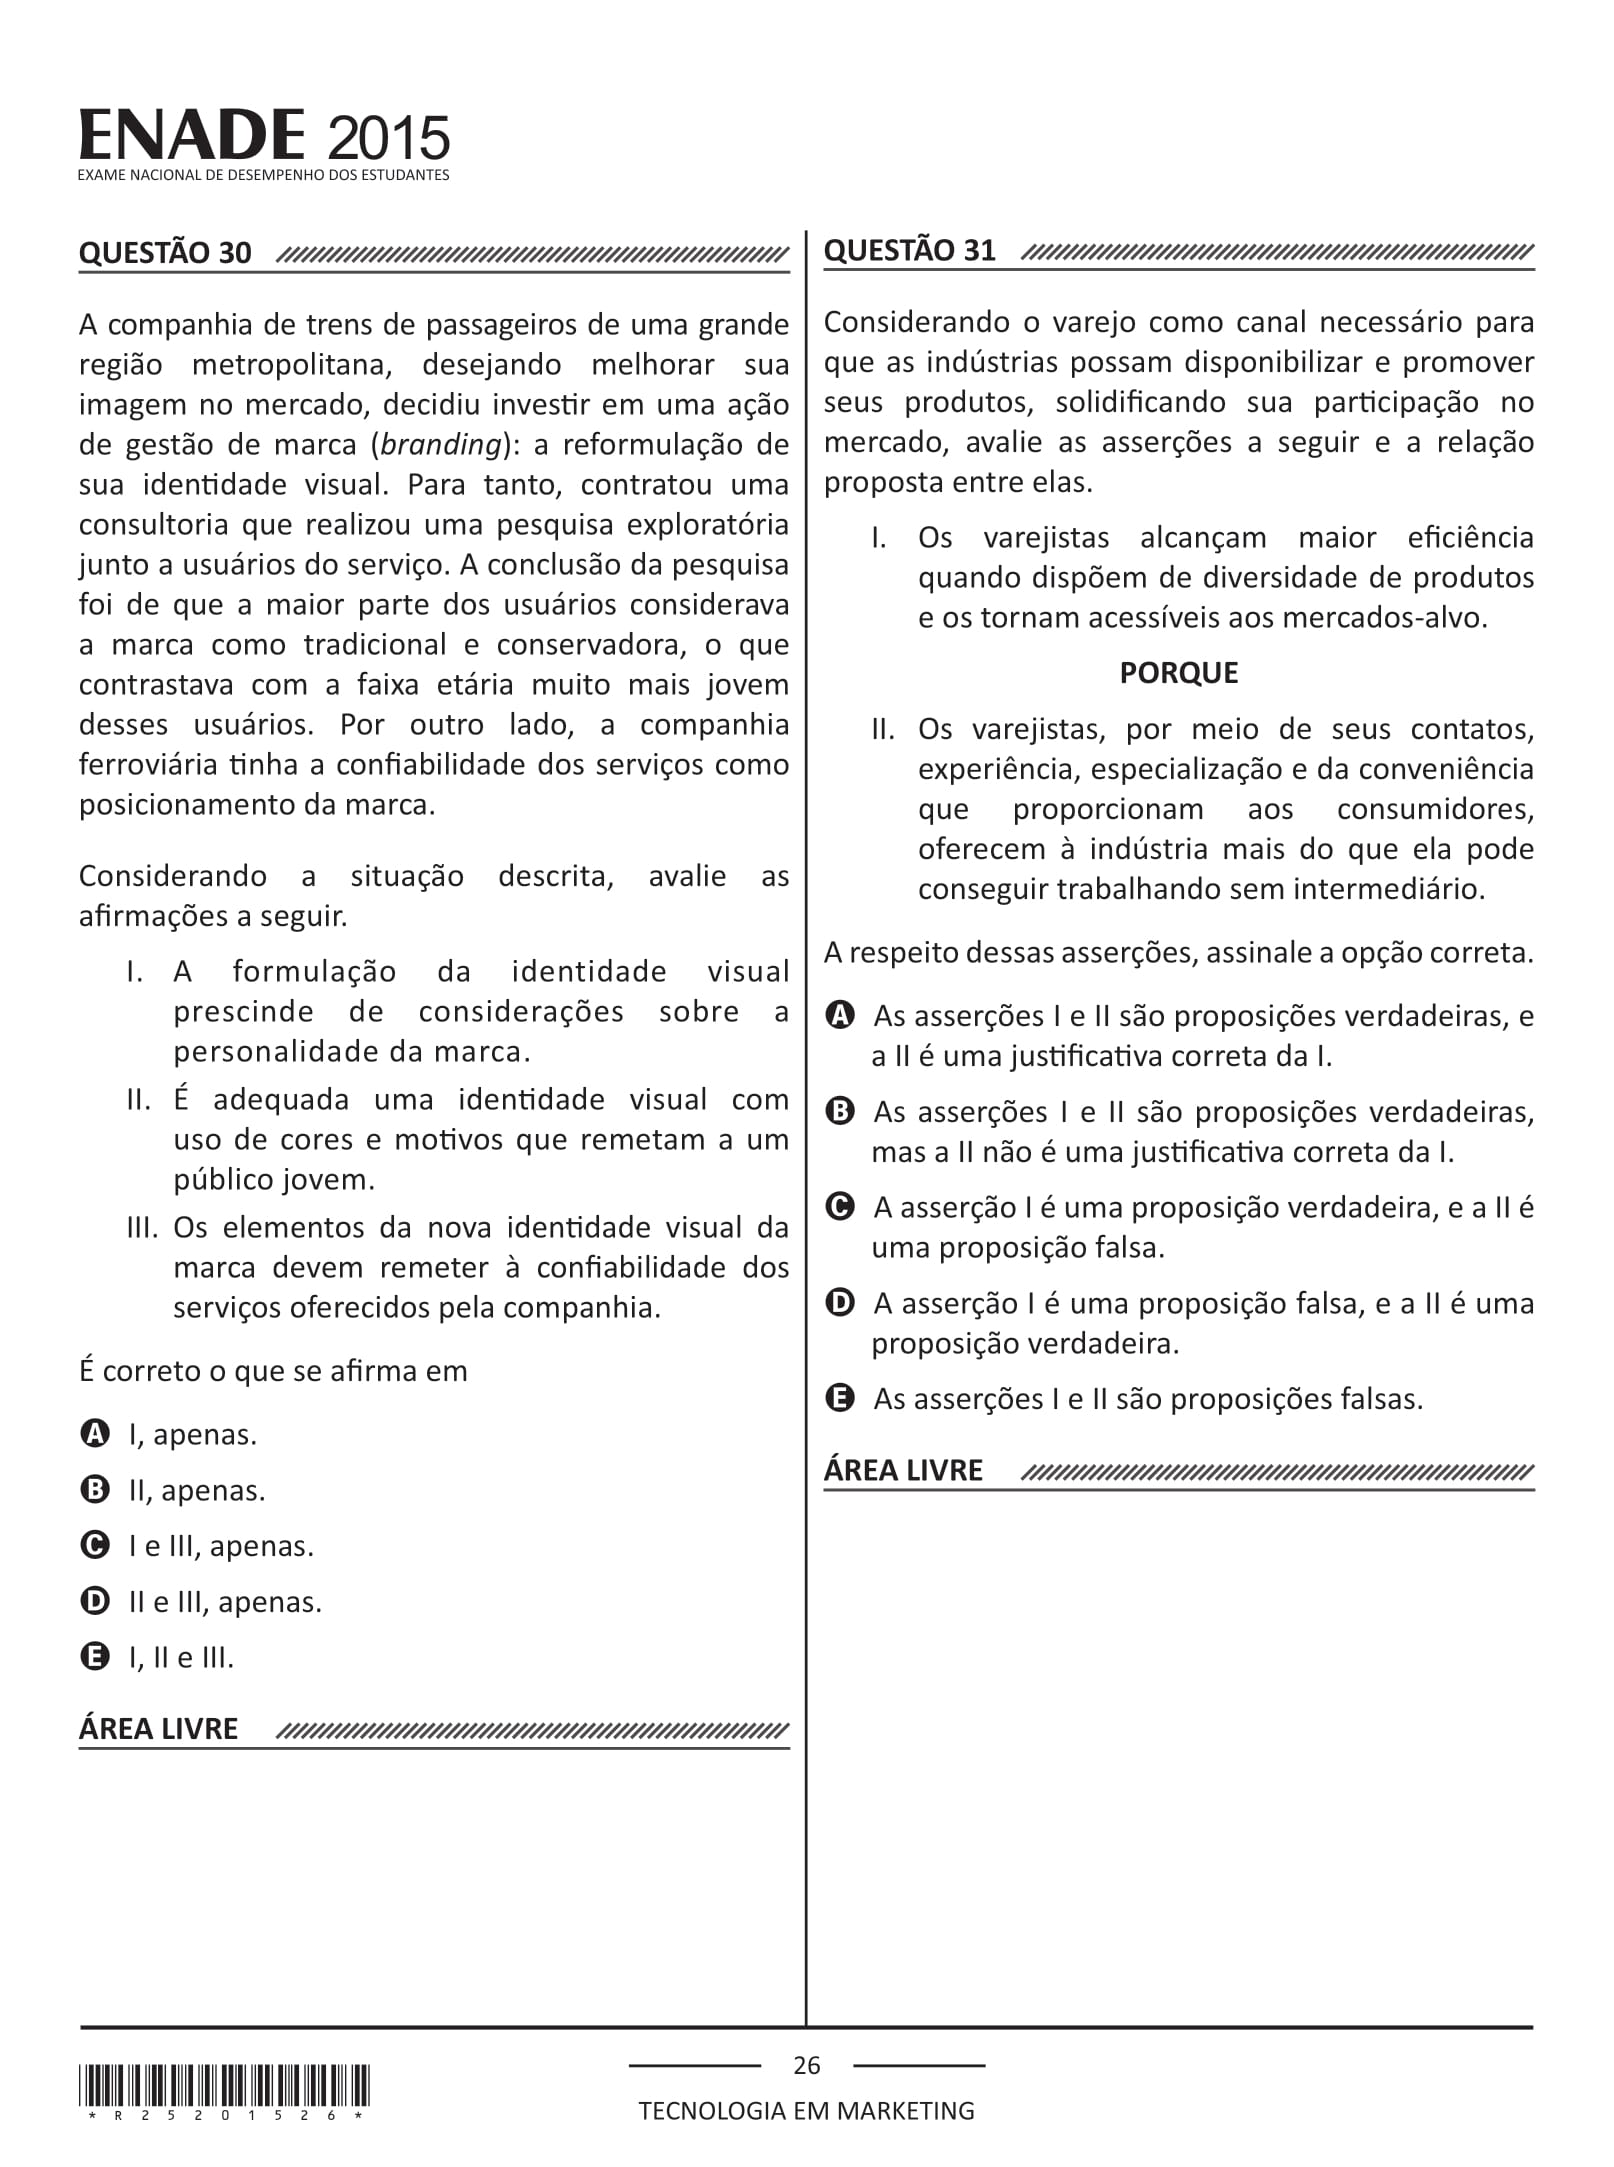 ENADE 2015
EXAME NACIONAL DE DESEMPENHO DOS ESTUDANTES
QUESTÃO 30
A companhia de trens de passageiros de uma grande
região metropolitana, desejando melhorar sua
imagem no mercado, decidiu investir em uma ação
de gestão de marca (branding): a reformulação de
sua identidade visual. Para tanto, contratou uma
consultoria que realizou uma pesquisa exploratória
junto a usuários do serviço. A conclusão da pesquisa
foi de que a maior parte dos usuários considerava
a marca como tradicional e conservadora, o que
contrastava com a faixa etária muito mais jovem
desses usuários. Por outro lado, a companhia
ferroviária tinha a confiabilidade dos serviços como
posicionamento da marca.
Considerando a situação descrita, avalie as
afirmações a seguir.
I. A formulação da identidade visual
prescinde de considerações sobre a
personalidade da marca.
II. É adequada uma identidade visual com
uso de cores e motivos que remetam a um
público jovem.
III. Os elementos da nova identidade visual da
marca devem remeter à confiabilidade dos
serviços oferecidos pela companhia.
É correto o que se afirma em
A I, apenas.
B II, apenas.
C I e III, apenas.
D II e III, apenas.
E I, II e III.
ÁREA LIVRE
QUESTÃO 31
Considerando o varejo como canal necessário para
que as indústrias possam disponibilizar e promover
seus produtos, solidificando sua participação no
mercado, avalie as asserções a seguir e a relação
proposta entre elas.
I. Os varejistas alcançam maior eficiência
quando dispõem de diversidade de produtos
e os tornam acessíveis aos mercados-alvo.
PORQUE
II. Os varejistas, por meio de seus contatos,
experiência, especialização e da conveniência
que proporcionam aos consumidores,
oferecem à indústria mais do que ela pode
conseguir trabalhando sem intermediário.
A respeito dessas asserções, assinale a opção correta.
A As asserções I e II são proposições verdadeiras, e
a II é uma justificativa correta da I.
B As asserções I e II são proposições verdadeiras,
mas a II não é uma justificativa correta da I.
C A asserção I é uma proposição verdadeira, e a II é
uma proposição falsa.
D A asserção I é uma proposição falsa, e a II é uma
proposição verdadeira.
E As asserções I e II são proposições falsas.
ÁREA LIVRE
*R25201526*
26
TECNOLOGIA EM MARKETING